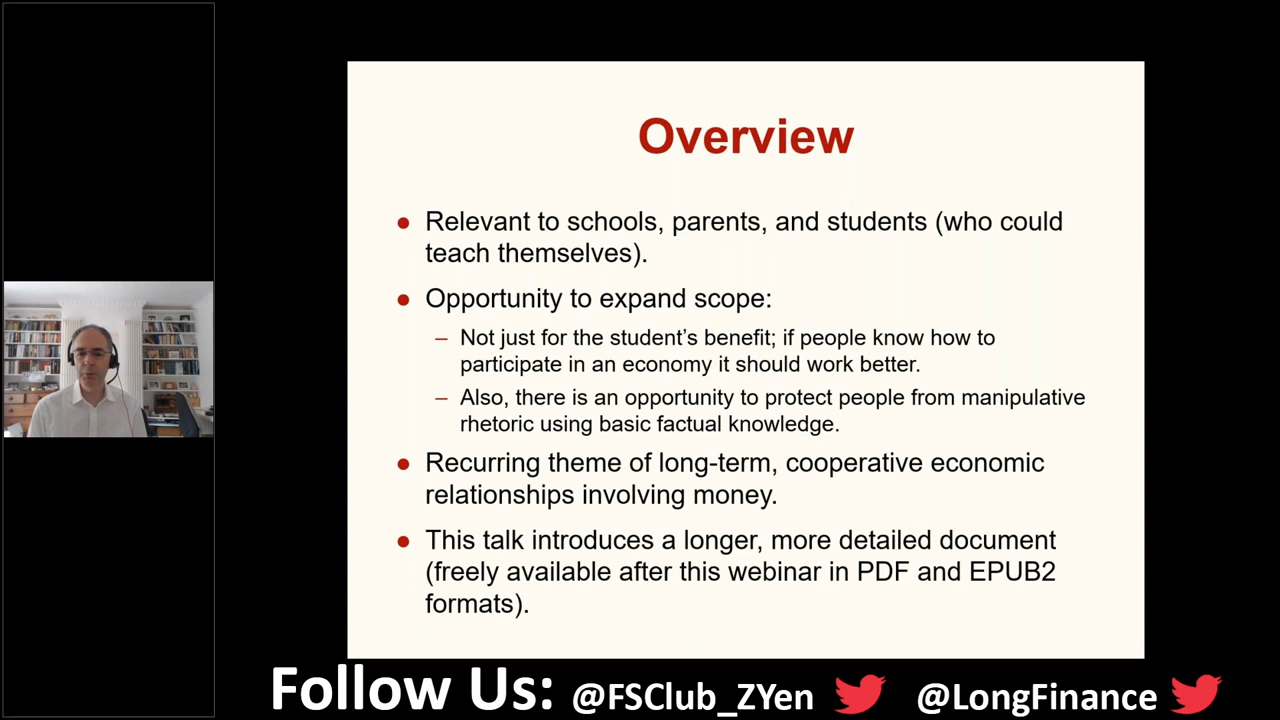 Overview
● Relevant to schools, parents, and students (who could
teach themselves).
● Opportunity to expand scope:
– Not just for the student’s benefit; if people know how to
participate in an economy it should work better.
– Also, there is an opportunity to protect people from manipulative
rhetoric using basic factual knowledge.
● Recurring theme of long-term, cooperative economic
relationships involving money.
● This talk introduces a longer, more detailed document
(freely available after this webinar in PDF and EPUB2
formats).
Follow Us: @FSClub_ZYen @LongFinance